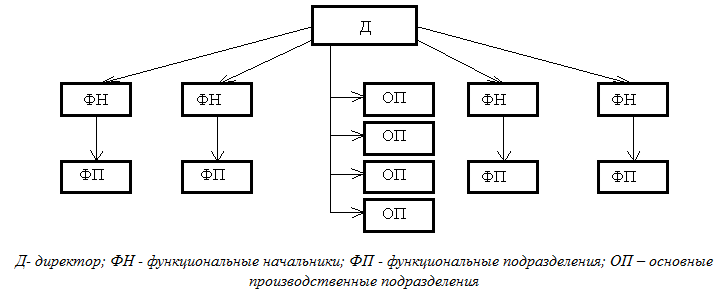 Д
ФН
ФН
ОП
ФН
ФН
ОП
ФП
ФП
ОП
ФП
ФП
ОП
Д- директор; ФН - функциональные начальники; ФП - функциональные подразделения; ОП – основные
производственные подразделения